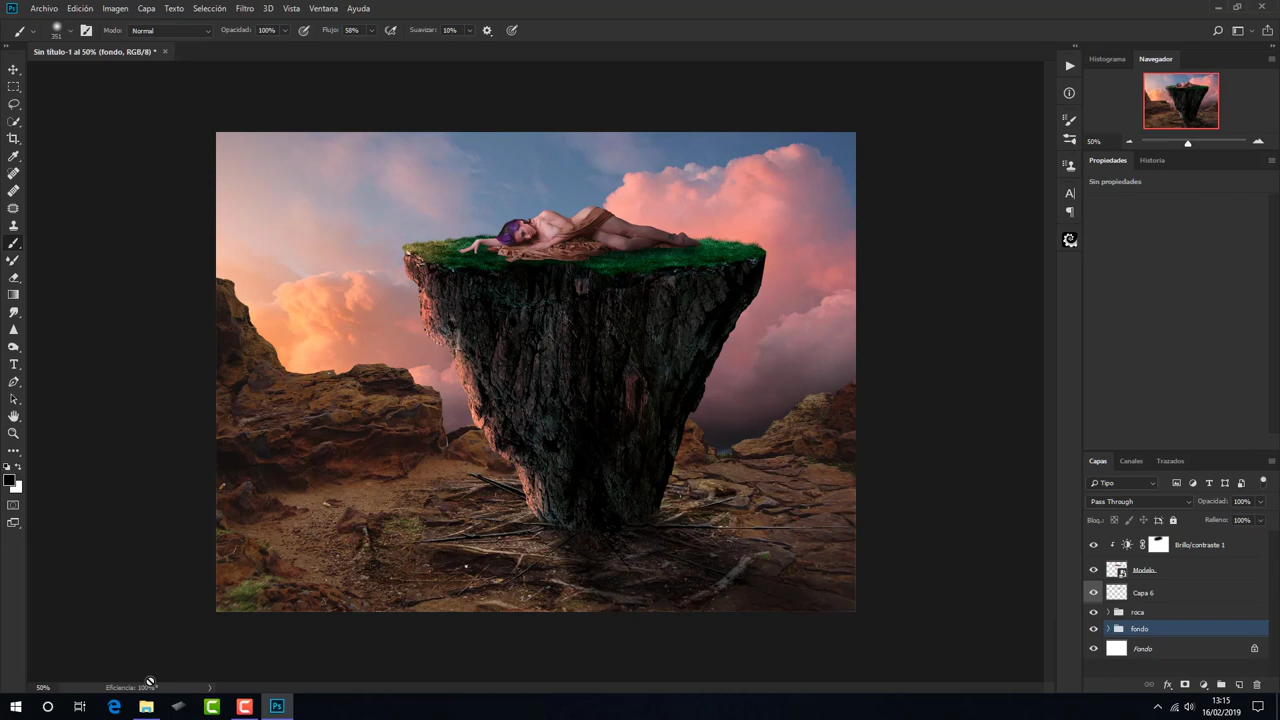 Ps Archivo Edición Imagen Capa Texto Selección Filtro 3D Vista Ventana Ayuda
351 Modo: Normal Opacidad: 100% Flujo: 58% Suavizar: 10%
Sin título-1 al 50% (fondo, RGB/8) * ×
Histograma Navegador
50%
Propiedades Historia
Sin propiedades
Capas Canales Trazados
Tipo
Pass Through Opacidad: 100%
Bloq.: Relleno: 100%
Brillo/contraste 1
Modelo
Capa 6
roca
fondo
Fondo
50% Eficiencia: 100%*
Ps
13:15
16/02/2019